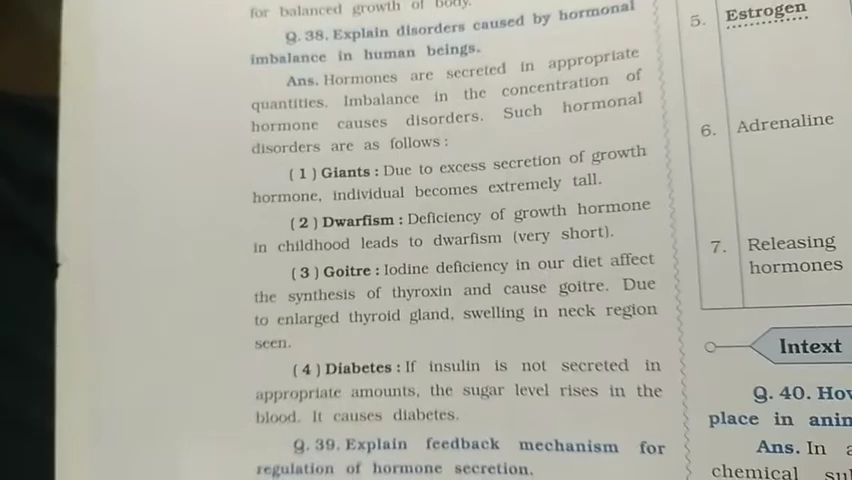 for balanced growth of body.
Q. 38. Explain disorders caused by hormonal
imbalance in human beings.
Ans. Hormones are secreted in appropriate
quantities. Imbalance in the concentration of
hormone causes disorders. Such hormonal
disorders are as follows :
( 1 ) Giants : Due to excess secretion of growth
hormone, individual becomes extremely tall.
( 2 ) Dwarfism : Deficiency of growth hormone
in childhood leads to dwarfism (very short).
( 3 ) Goitre : Iodine deficiency in our diet affect
the synthesis of thyroxin and cause goitre. Due
to enlarged thyroid gland, swelling in neck region
seen.
( 4 ) Diabetes : If insulin is not secreted in
appropriate amounts, the sugar level rises in the
blood. It causes diabetes.
Q. 39. Explain feedback mechanism for
regulation of hormone secretion.
5. Estrogen
6. Adrenaline
7. Releasing
hormones
Intext
Q. 40.
place in
Ans. In
chemical